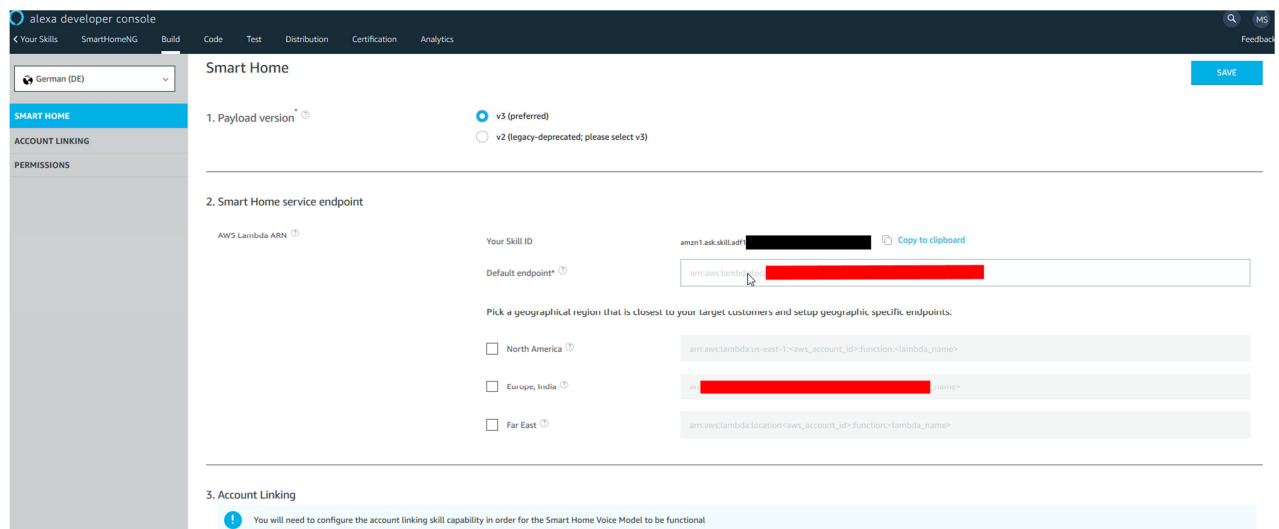 alexa developer console
MS
Your Skills SmartHomeNG Build Code Test Distribution Certification Analytics Feedback
German (DE)
SMART HOME
ACCOUNT LINKING
PERMISSIONS
Smart Home
SAVE
1. Payload version*
v3 (preferred)
v2 (legacy-deprecated; please select v3)
2. Smart Home service endpoint
AWS Lambda ARN
Your Skill ID amzn1.ask.skill.adf1 Copy to clipboard
Default endpoint* arn:aws:lambda:loc
Pick a geographical region that is closest to your target customers and setup geographic specific endpoints:
North America arn:aws:lambda:us-east-1:<aws_account_id>:function:<lambda_name>
Europe, India arn _name>
Far East arn:aws:lambda:location<aws_account_id>:function:<lambda_name>
3. Account Linking
! You will need to configure the account linking skill capability in order for the Smart Home Voice Model to be functional